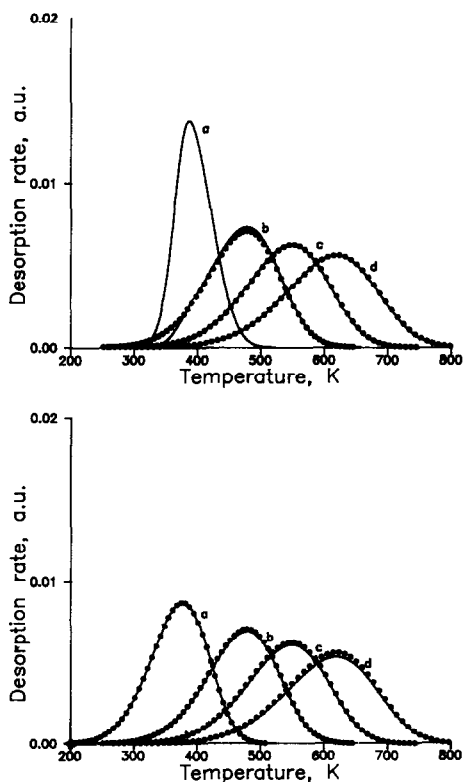 0.02
0.01
0.00
Desorption rate, a.u.
a
b
c
d
200 300 400 500 600 700 800
Temperature, K
0.02
0.01
0.00
Desorption rate, a.u.
a
b
c
d
200 300 400 500 600 700 800
Temperature, K